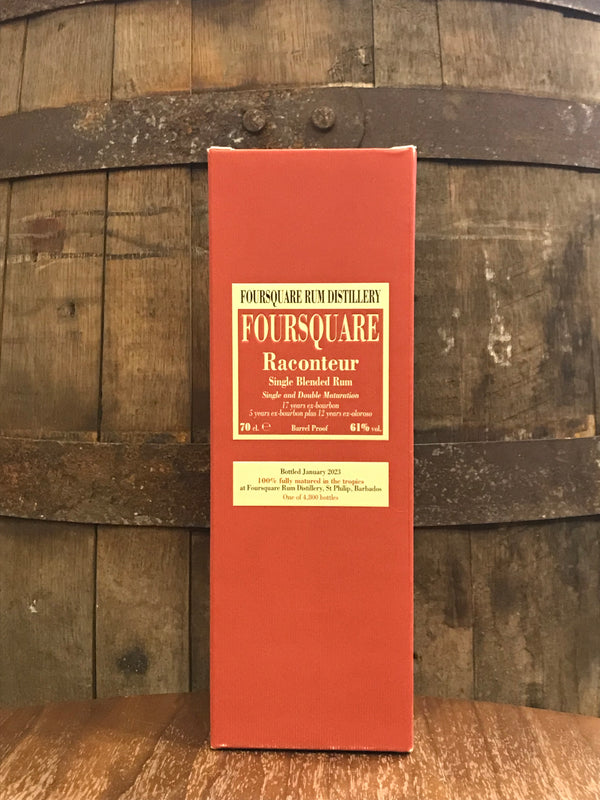 FOURSQUARE RUM DISTILLERY
FOURSQUARE
Raconteur
Single Blended Rum
Single and Double Maturation
17 years ex-bourbon
5 years ex-bourbon plus 12 years ex-oloroso
70 cl. ℮ Barrel Proof 61% vol.
Bottled January 2023
100% fully matured in the tropics
at Foursquare Rum Distillery, St Philip, Barbados
One of 4,800 bottles